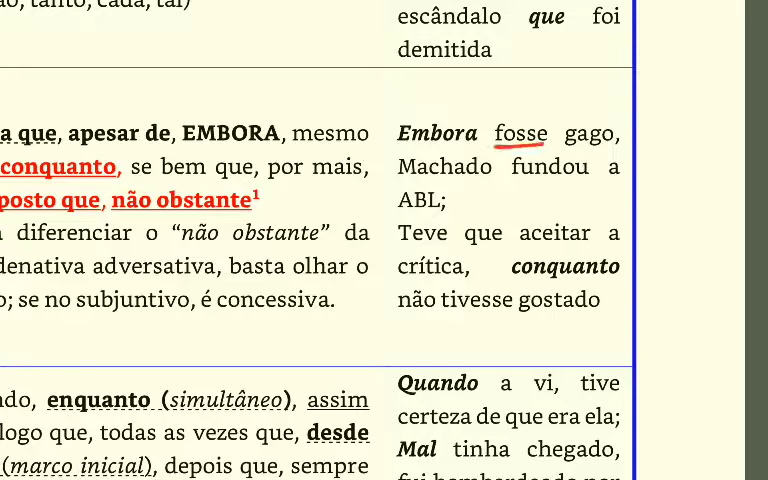 escândalo que foi
demitida
que, apesar de, EMBORA, mesmo
conquanto, se bem que, por mais,
posto que, não obstante¹
diferenciar o “não obstante” da
adversativa, basta olhar o
se no subjuntivo, é concessiva.
Embora fosse gago,
Machado fundou a
ABL;
Teve que aceitar a
crítica, conquanto
não tivesse gostado
enquanto (simultâneo), assim
logo que, todas as vezes que, desde
(marco inicial), depois que, sempre
Quando a vi, tive
certeza de que era ela;
Mal tinha chegado,